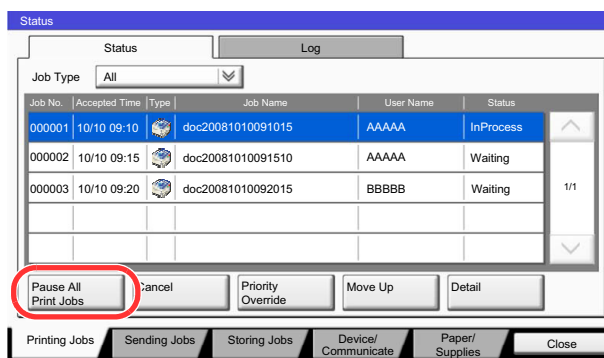 Status
Status Log
Job Type All
Job No. Accepted Time Type Job Name User Name Status
000001 10/10 09:10 doc20081010091015 AAAAA InProcess
000002 10/10 09:15 doc20081010091510 AAAAA Waiting
000003 10/10 09:20 doc20081010092015 BBBBB Waiting
1/1
Pause All
Print Jobs
Cancel
Priority
Override
Move Up
Detail
Printing Jobs
Sending Jobs
Storing Jobs
Device/
Communicate
Paper/
Supplies
Close